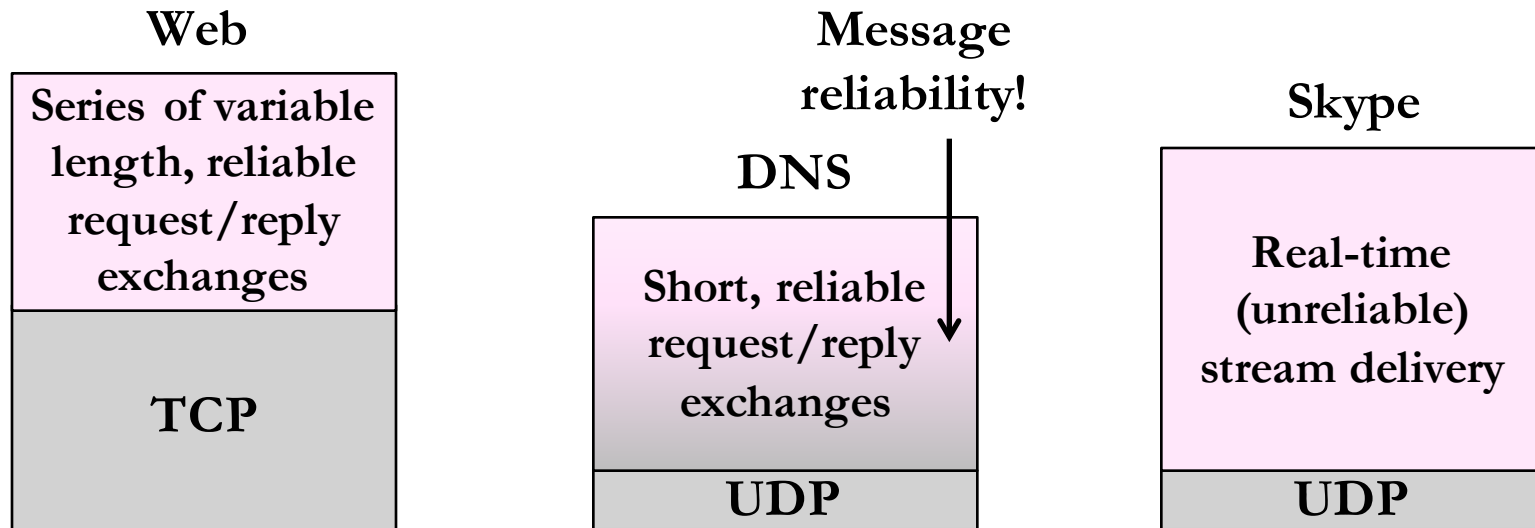 Web
Series of variable
length, reliable
request/reply
exchanges
TCP
Message
reliability!
DNS
Short, reliable
request/reply
exchanges
UDP
Skype
Real-time
(unreliable)
stream delivery
UDP